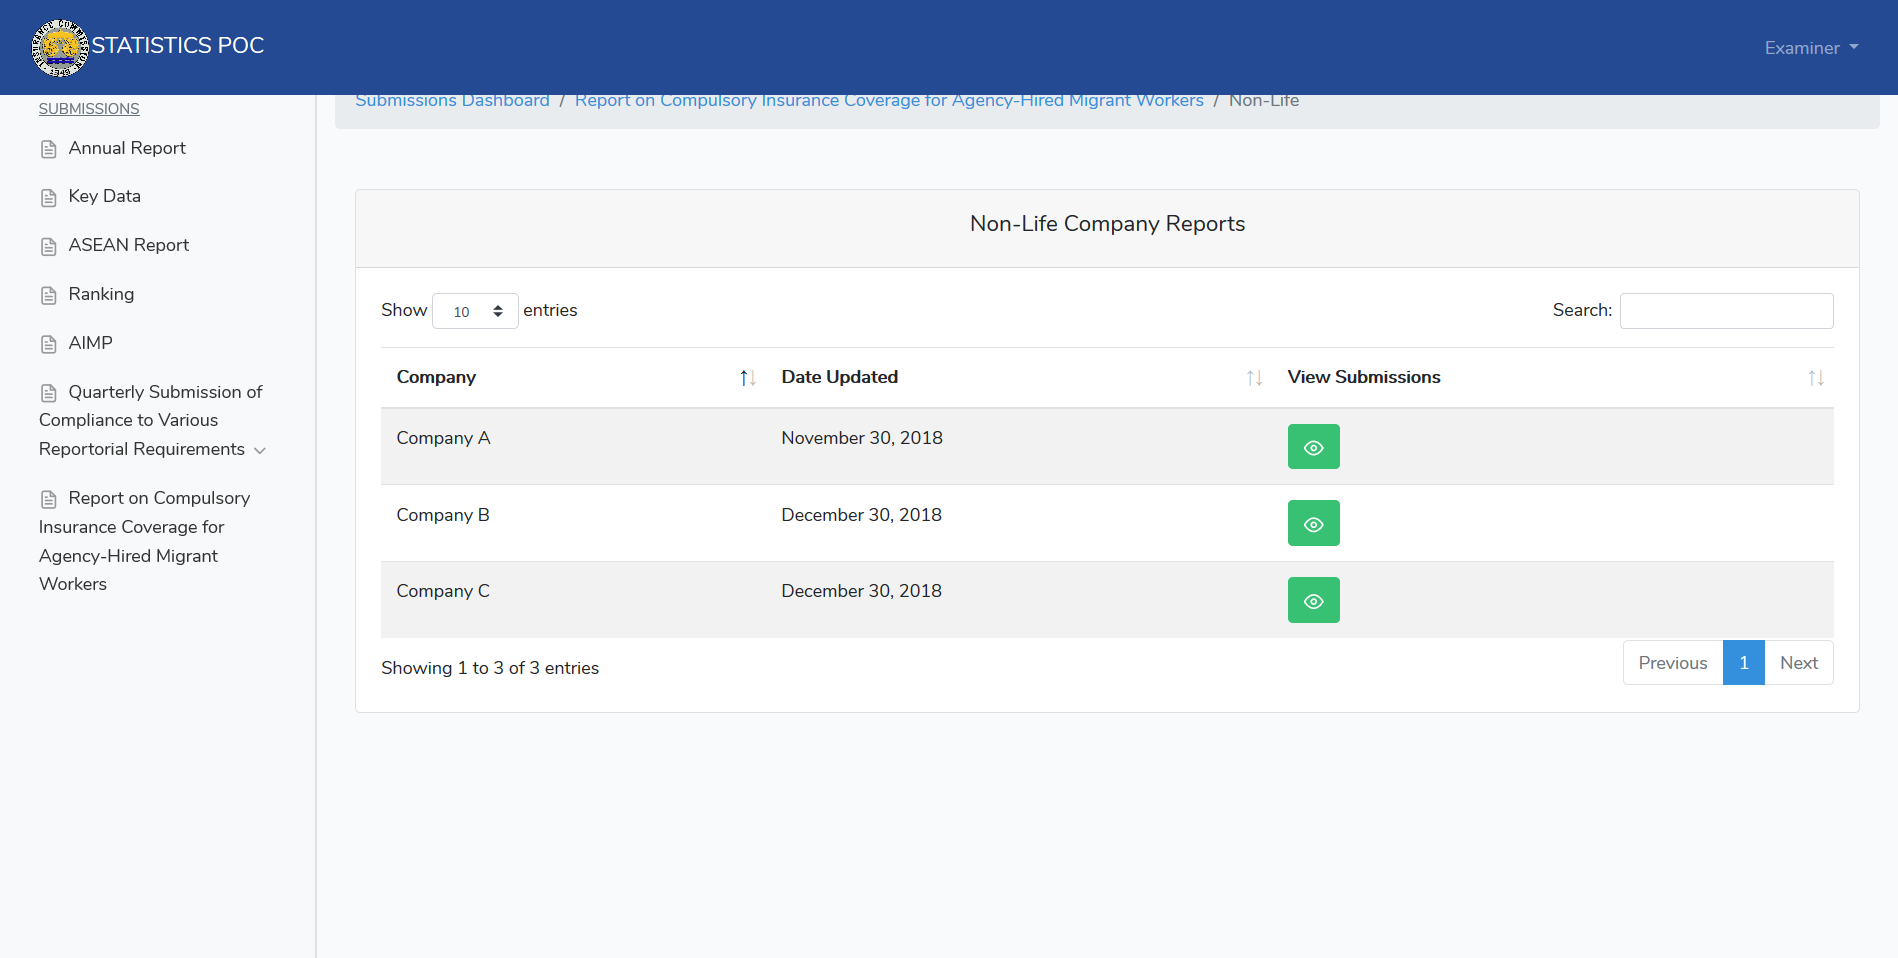 STATISTICS POC
Examiner
SUBMISSIONS
Annual Report
Key Data
ASEAN Report
Ranking
AIMP
Quarterly Submission of
Compliance to Various
Reportorial Requirements
Report on Compulsory
Insurance Coverage for
Agency-Hired Migrant
Workers
Submissions Dashboard / Report on Compulsory Insurance Coverage for Agency-Hired Migrant Workers / Non-Life
Non-Life Company Reports
Show 10 entries
Search:
Company Date Updated View Submissions
Company A November 30, 2018
Company B December 30, 2018
Company C December 30, 2018
Showing 1 to 3 of 3 entries
Previous 1 Next